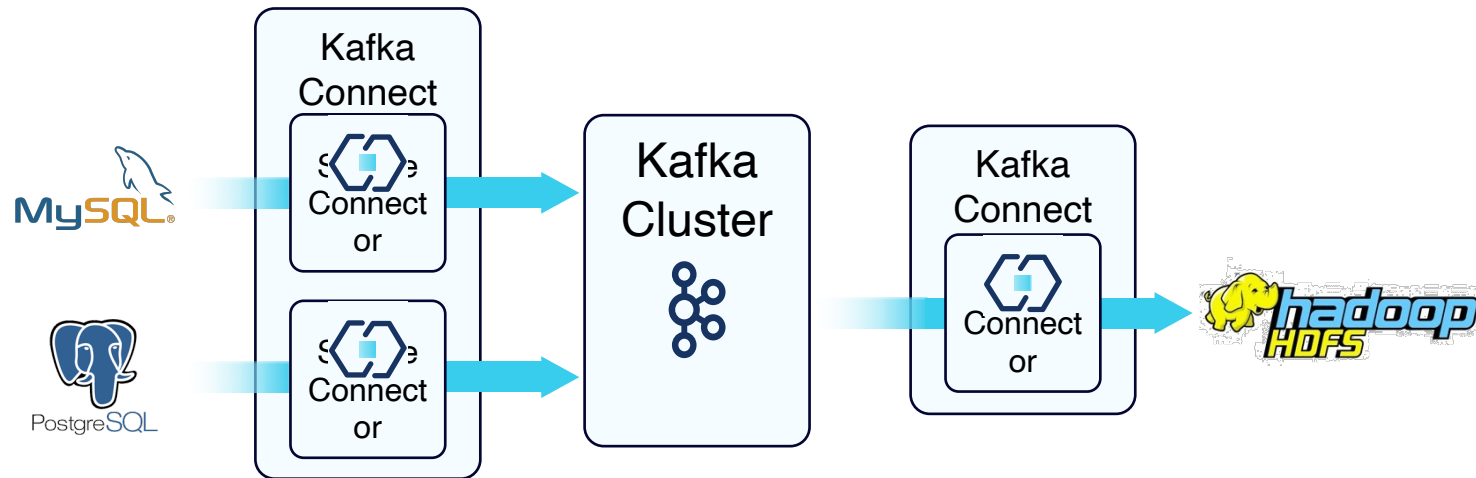 Kafka
Connect
Connect
or
MySQL®
Connect
or
PostgreSQL
Kafka
Cluster
Kafka
Connect
Connect
or
hadoop
HDFS